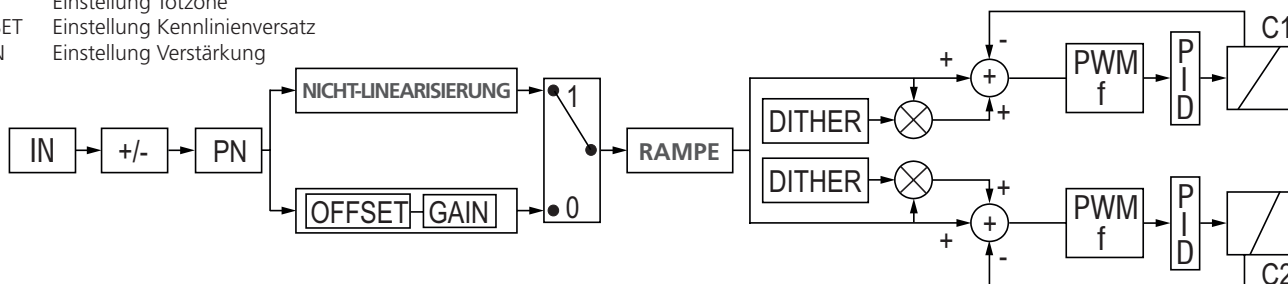 Einstellung Totzone
SET Einstellung Kennlinienversatz
N Einstellung Verstärkung
C1
-
+
+
PWM
f
P
I
D
NICHT-LINEARISIERUNG
1
DITHER
+
IN
+/-
PN
RAMPE
OFFSET
GAIN
0
DITHER
+
+
+
-
PWM
f
P
I
D
C2